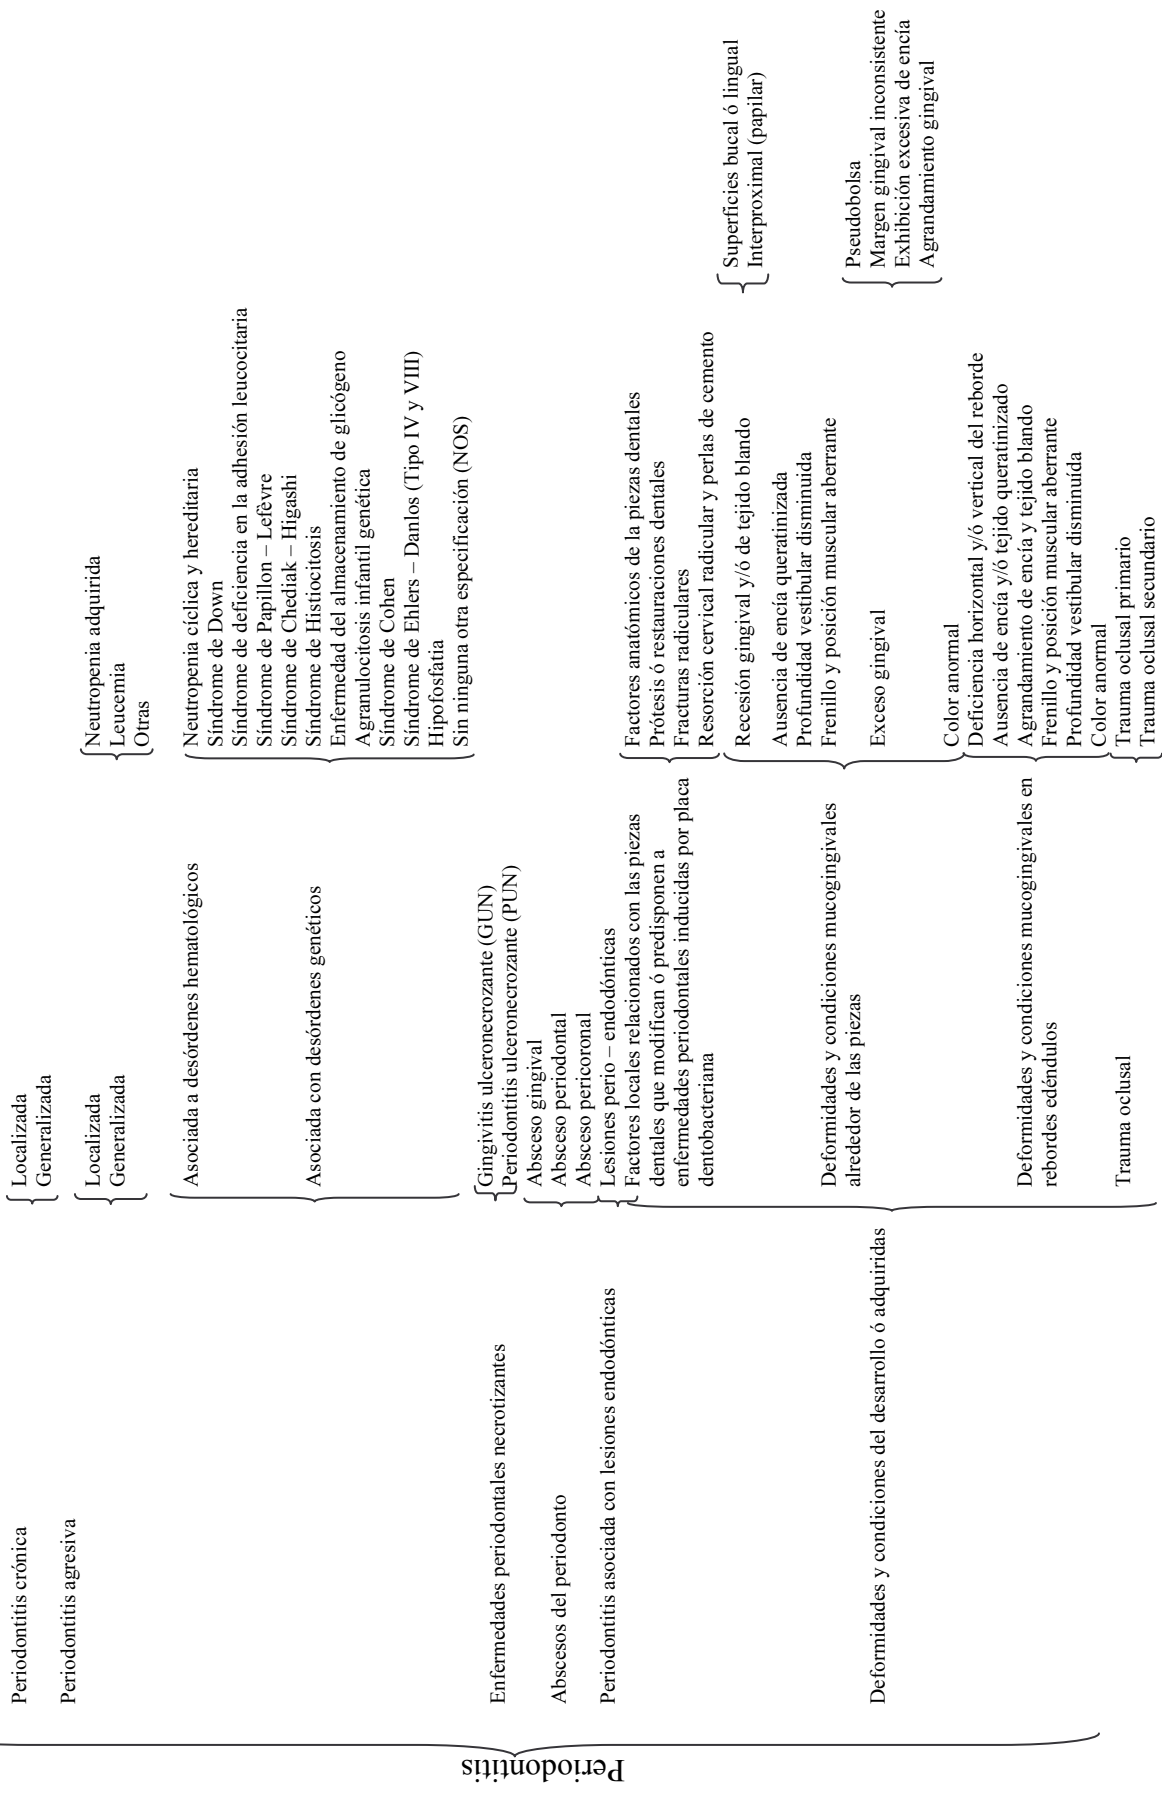 Periodontitis
Periodontitis crónica
Localizada
Generalizada
Periodontitis agresiva
Localizada
Generalizada
Asociada a desórdenes hematológicos
Neutropenia adquirida
Leucemia
Otras
Asociada con desórdenes genéticos
Neutropenia cíclica y hereditaria
Síndrome de Down
Síndrome de deficiencia en la adhesión leucocitaria
Síndrome de Papillon – Lefèvre
Síndrome de Chediak – Higashi
Síndrome de Histiocitosis
Enfermedad del almacenamiento de glicógeno
Agranulocitosis infantil genética
Síndrome de Cohen
Síndrome de Ehlers – Danlos (Tipo IV y VIII)
Hipofosfatia
Sin ninguna otra especificación (NOS)
Enfermedades periodontales necrotizantes
Gingivitis ulceronecrozante (GUN)
Periodontitis ulceronecrozante (PUN)
Abscesos del periodonto
Absceso gingival
Absceso periodontal
Absceso pericoronal
Periodontitis asociada con lesiones endodónticas
Lesiones perio – endodónticas
Deformidades y condiciones del desarrollo ó adquiridas
Factores locales relacionados con las piezas
dentales que modifican ó predisponen a
enfermedades periodontales inducidas por placa
dentobacteriana
Factores anatómicos de la piezas dentales
Prótesis ó restauraciones dentales
Fracturas radiculares
Resorción cervical radicular y perlas de cemento
Deformidades y condiciones mucogingivales
alrededor de las piezas
Recesión gingival y/ó de tejido blando
Superficies bucal ó lingual
Interproximal (papilar)
Ausencia de encía queratinizada
Profundidad vestibular disminuida
Frenillo y posición muscular aberrante
Exceso gingival
Pseudobolsa
Margen gingival inconsistente
Exhibición excesiva de encía
Agrandamiento gingival
Color anormal
Deformidades y condiciones mucogingivales en
rebordes edéndulos
Deficiencia horizontal y/ó vertical del reborde
Ausencia de encía y/ó tejido queratinizado
Agrandamiento de encía y tejido blando
Frenillo y posición muscular aberrante
Profundidad vestibular disminuída
Color anormal
Trauma oclusal
Trauma oclusal primario
Trauma oclusal secundario